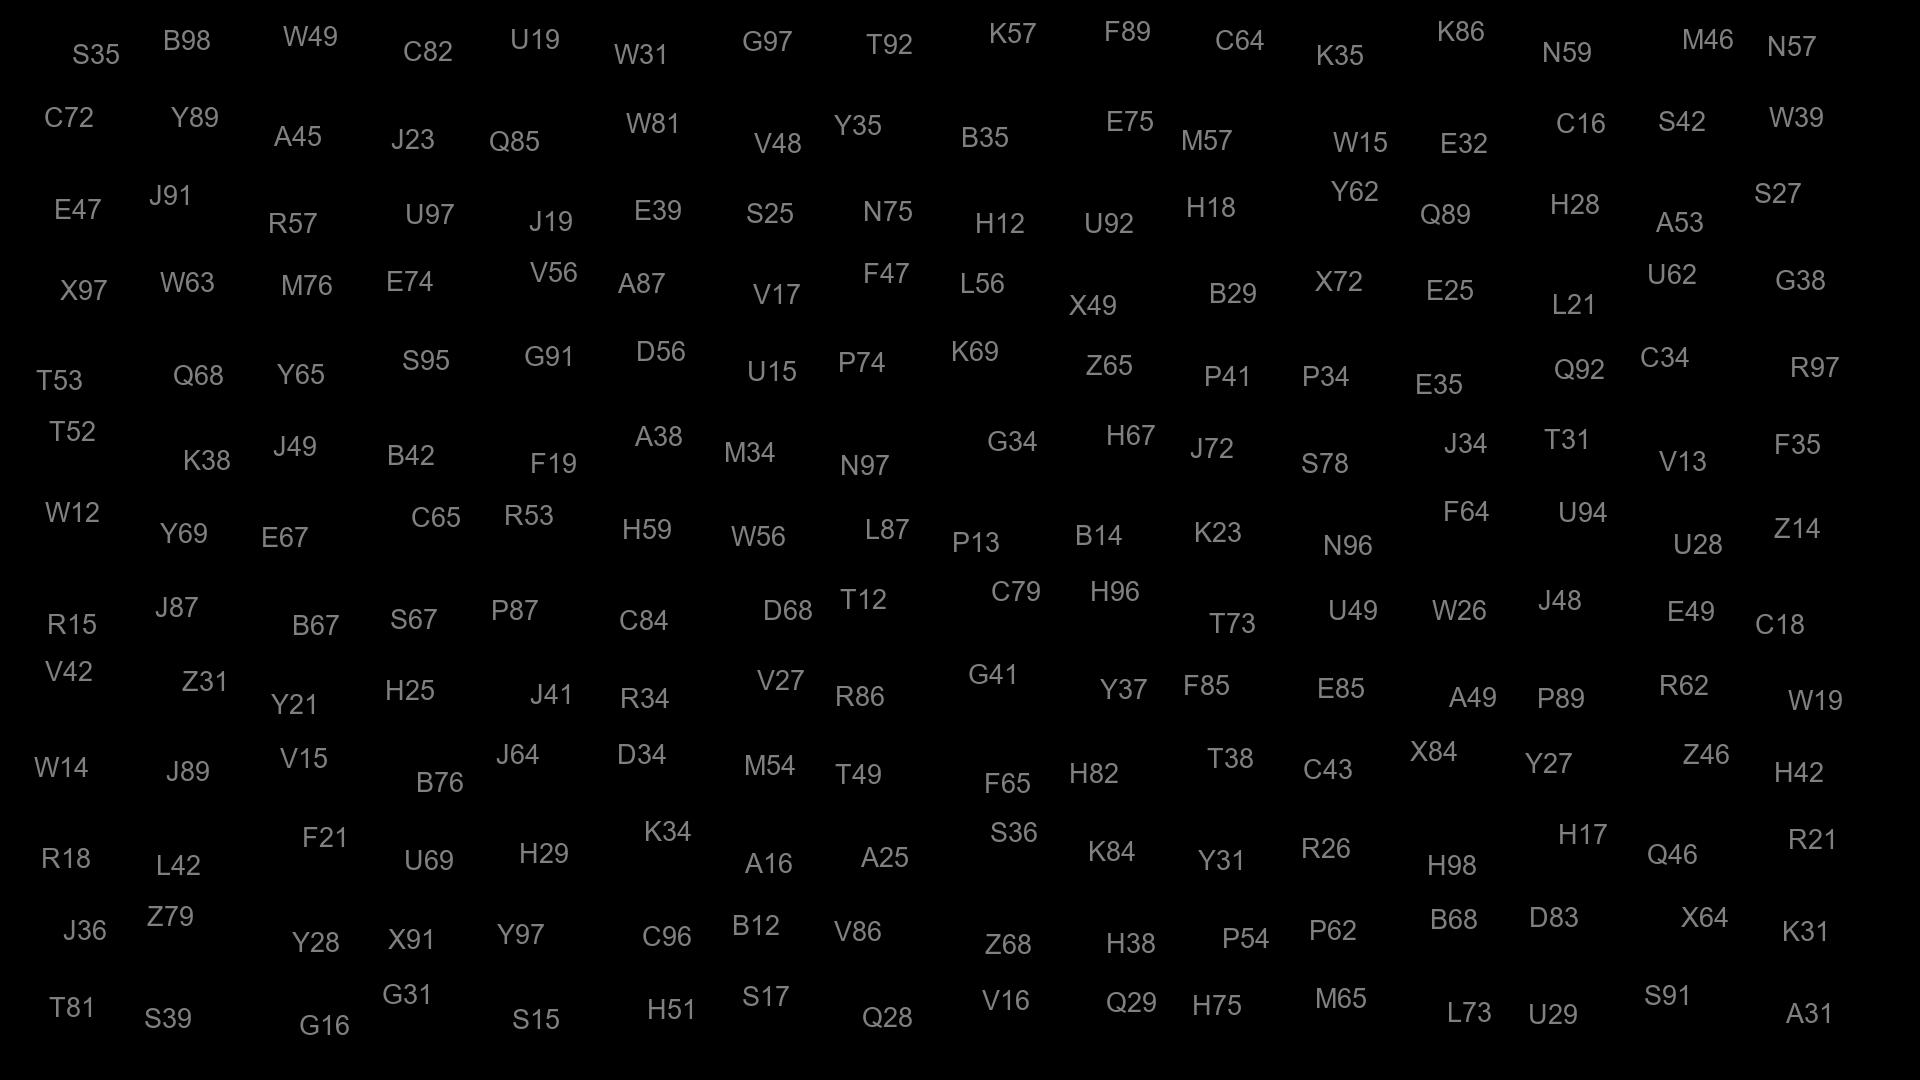 S35 B98 W49 C82 U19 W31 G97 T92 K57 F89 C64 K35 K86 N59 M46 N57
C72 Y89 A45 J23 Q85 W81 V48 Y35 B35 E75 M57 W15 E32 C16 S42 W39
E47 J91 R57 U97 J19 E39 S25 N75 H12 U92 H18 Y62 Q89 H28 A53 S27
X97 W63 M76 E74 V56 A87 V17 F47 L56 X49 B29 X72 E25 L21 U62 G38
T53 Q68 Y65 S95 G91 D56 U15 P74 K69 Z65 P41 P34 E35 Q92 C34 R97
T52 K38 J49 B42 F19 A38 M34 N97 G34 H67 J72 S78 J34 T31 V13 F35
W12 Y69 E67 C65 R53 H59 W56 L87 P13 B14 K23 N96 F64 U94 U28 Z14
R15 J87 B67 S67 P87 C84 D68 T12 C79 H96 T73 U49 W26 J48 E49 C18
V42 Z31 Y21 H25 J41 R34 V27 R86 G41 Y37 F85 E85 A49 P89 R62 W19
W14 J89 V15 B76 J64 D34 M54 T49 F65 H82 T38 C43 X84 Y27 Z46 H42
R18 L42 F21 U69 H29 K34 A16 A25 S36 K84 Y31 R26 H98 H17 Q46 R21
J36 Z79 Y28 X91 Y97 C96 B12 V86 Z68 H38 P54 P62 B68 D83 X64 K31
T81 S39 G16 G31 S15 H51 S17 Q28 V16 Q29 H75 M65 L73 U29 S91 A31